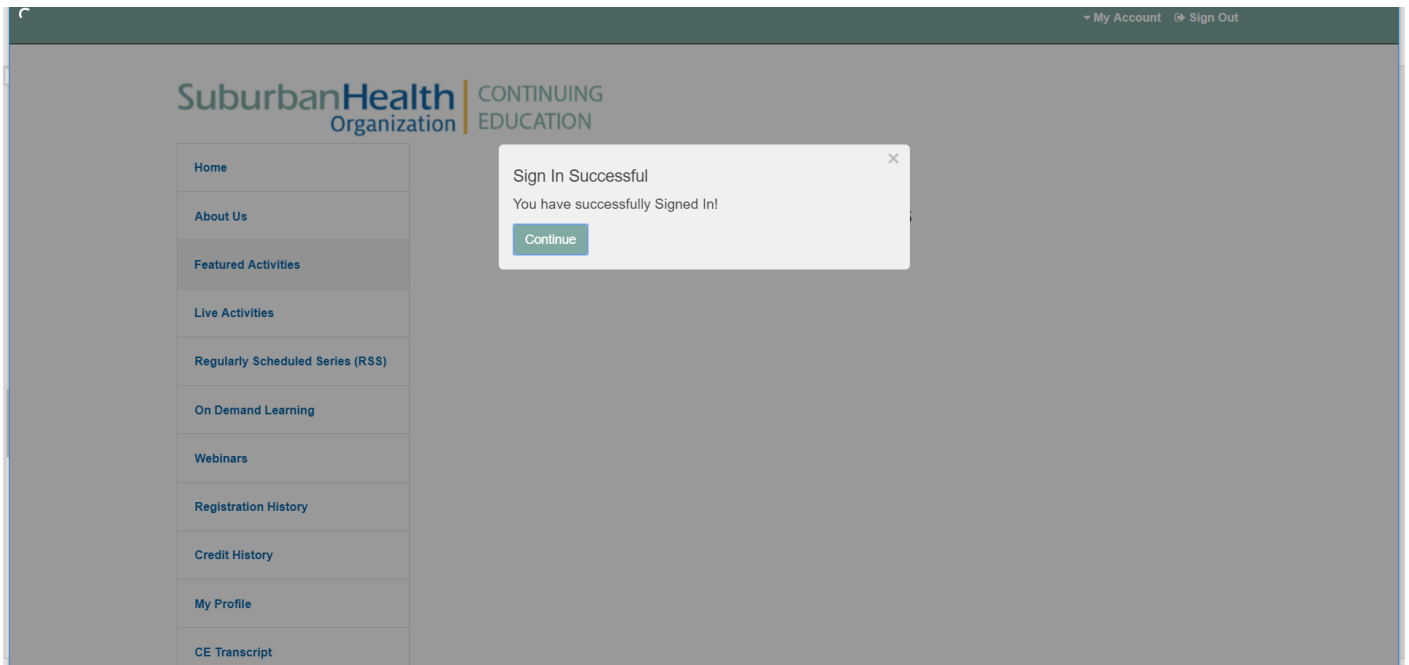 My Account Sign Out
SuburbanHealth
Organization
CONTINUING
EDUCATION
Home
About Us
Featured Activities
Live Activities
Regularly Scheduled Series (RSS)
On Demand Learning
Webinars
Registration History
Credit History
My Profile
CE Transcript
Sign In Successful
You have successfully Signed In!
Continue